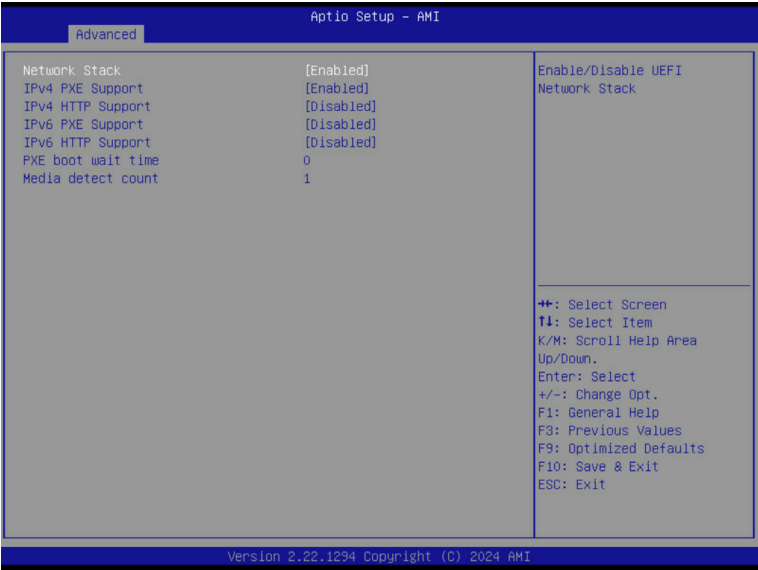 Aptio Setup – AMI
Advanced
Network Stack [Enabled]
IPv4 PXE Support [Enabled]
IPv4 HTTP Support [Disabled]
IPv6 PXE Support [Disabled]
IPv6 HTTP Support [Disabled]
PXE boot wait time 0
Media detect count 1
Enable/Disable UEFI
Network Stack
→←: Select Screen
↑↓: Select Item
K/M: Scroll Help Area
Up/Down.
Enter: Select
+/-: Change Opt.
F1: General Help
F3: Previous Values
F9: Optimized Defaults
F10: Save & Exit
ESC: Exit
Version 2.22.1294 Copyright (C) 2024 AMI